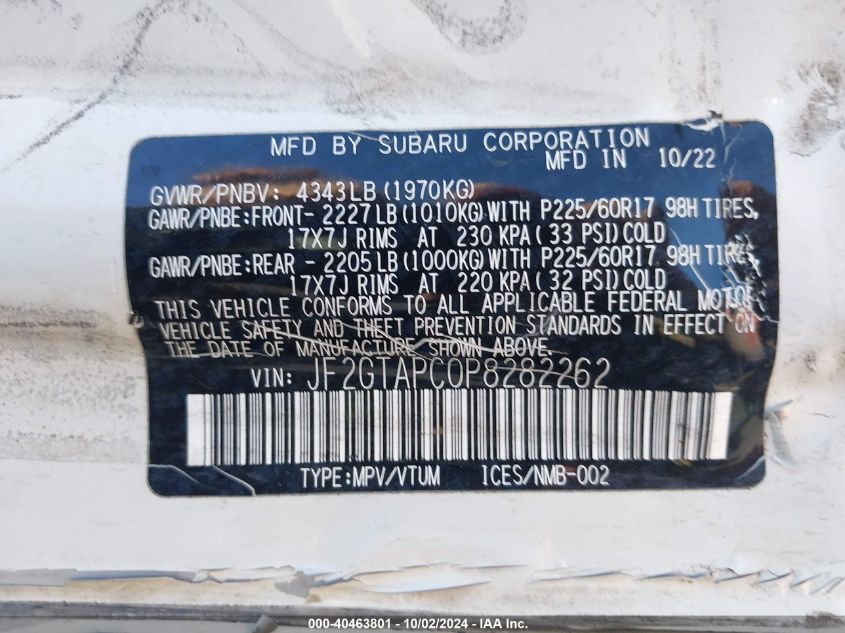 MFD BY SUBARU CORPORATION
MFD IN 10/22
GVWR/PNBV: 4343LB (1970KG)
GAWR/PNBE:FRONT- 2227LB(1010KG)WITH P225/60R17 98H TIRES,
17X7J RIMS AT 230 KPA( 33 PSI)COLD
GAWR/PNBE:REAR - 2205LB(1000KG)WITH P225/60R17 98H TIRES,
17X7J RIMS AT 220 KPA( 32 PSI)COLD
THIS VEHICLE CONFORMS TO ALL APPLICABLE FEDERAL MOTOR
VEHICLE SAFETY AND THEFT PREVENTION STANDARDS IN EFFECT ON
THE DATE OF MANUFACTURE SHOWN ABOVE.
VIN: JF2GTAPC0P8282262
TYPE:MPV/VTUM ICES/NMB-002
000-40463801 - 10/02/2024 - IAA Inc.